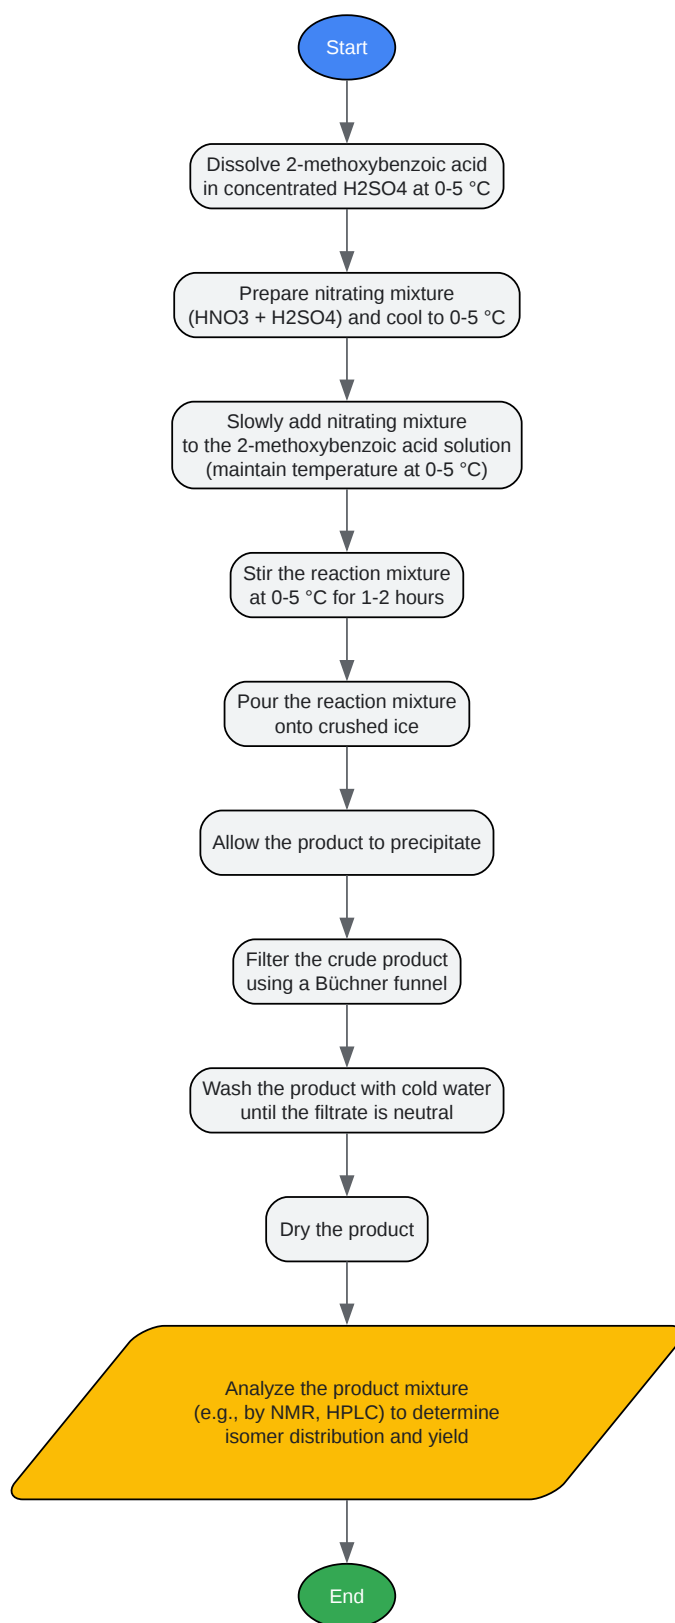 Start
Dissolve 2-methoxybenzoic acid
in concentrated H2SO4 at 0-5 °C
Prepare nitrating mixture
(HNO3 + H2SO4) and cool to 0-5 °C
Slowly add nitrating mixture
to the 2-methoxybenzoic acid solution
(maintain temperature at 0-5 °C)
Stir the reaction mixture
at 0-5 °C for 1-2 hours
Pour the reaction mixture
onto crushed ice
Allow the product to precipitate
Filter the crude product
using a Büchner funnel
Wash the product with cold water
until the filtrate is neutral
Dry the product
Analyze the product mixture
(e.g., by NMR, HPLC) to determine
isomer distribution and yield
End